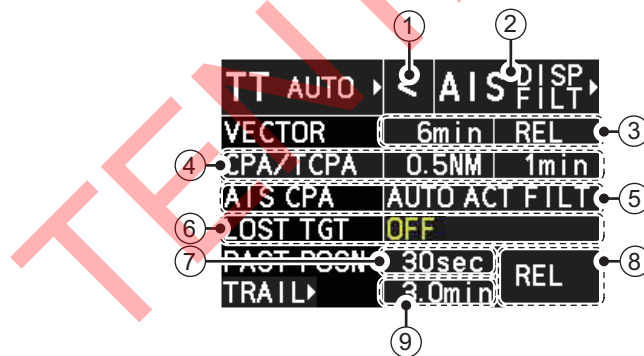 ① ②
TT AUTO ▸ < AIS DISP FILT ▸
VECTOR 6min REL ③
④ CPA/TCPA 0.5NM 1min
AIS CPA AUTO ACT FILT ⑤
⑥ LOST TGT OFF
⑦ PAST POSN 30sec REL ⑧
TRAIL▸ 3.0min
⑨
TENT